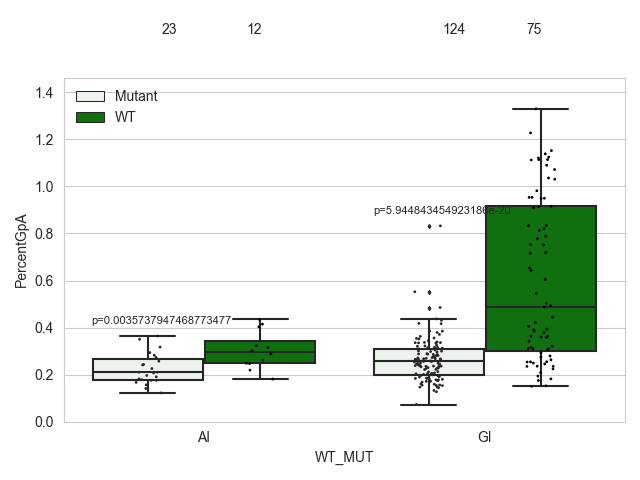 23 12 124 75
1.4
Mutant
WT
1.2
1.0
p=5.944843454923186e-20
0.8
PercentGpA
0.6
p=0.0035737947468773477
0.4
0.2
0.0
AI GI
WT_MUT